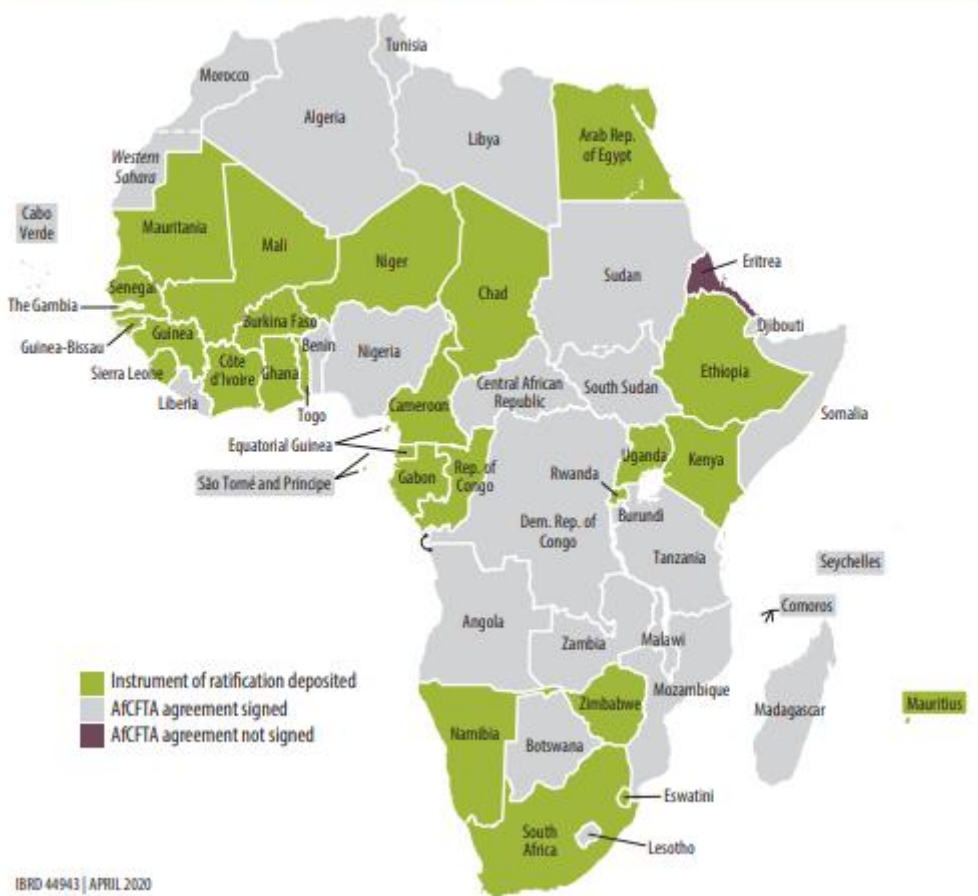 Tunisia
Morocco
Algeria
Libya
Arab Rep.
of Egypt
Western
Sahara
Cabo
Verde
Mauritania
Mali
Niger
Chad
Sudan
Eritrea
Senegal
The Gambia
Guinea-Bissau
Guinea
Burkina Faso
Benin
Nigeria
Djibouti
Sierra Leone
Côte
d'Ivoire
Ghana
Togo
Liberia
Cameroon
Central African
Republic
South Sudan
Ethiopia
Somalia
Equatorial Guinea
São Tomé and Príncipe
Gabon
Rep. of
Congo
Uganda
Kenya
Rwanda
Burundi
Dem. Rep. of
Congo
Tanzania
Seychelles
Comoros
Angola
Zambia
Malawi
Mozambique
Madagascar
Mauritius
Zimbabwe
Namibia
Botswana
Eswatini
South
Africa
Lesotho
Instrument of ratification deposited
AfCFTA agreement signed
AfCFTA agreement not signed
IBRD 44943 | APRIL 2020